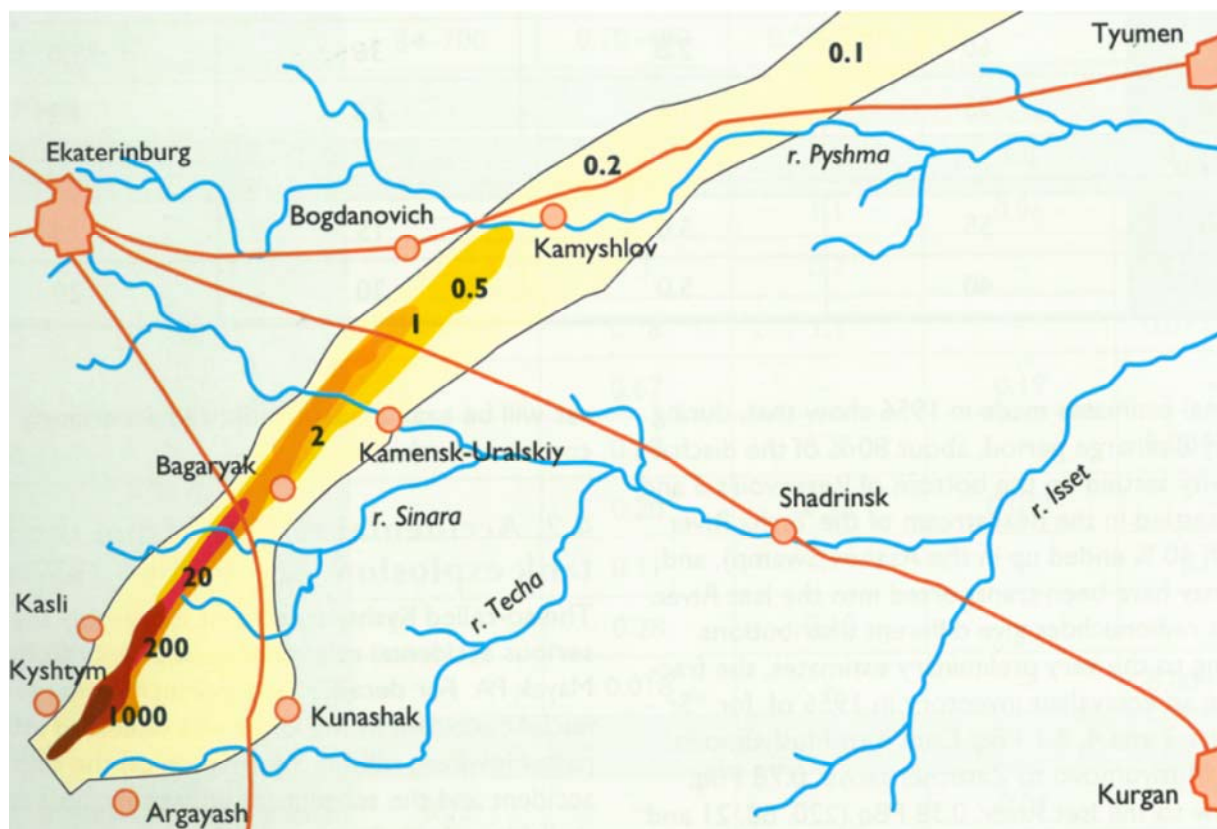 0.1
Tyumen
Ekaterinburg
r. Pyshma
0.2
Bogdanovich
Kamyshlov
0.5
1
2
Kamensk-Uralskiy
Bagaryak
Shadrinsk
r. Isset
r. Sinara
20
r. Techa
Kasli
200
Kyshtym
1000
Kunashak
Argayash
Kurgan